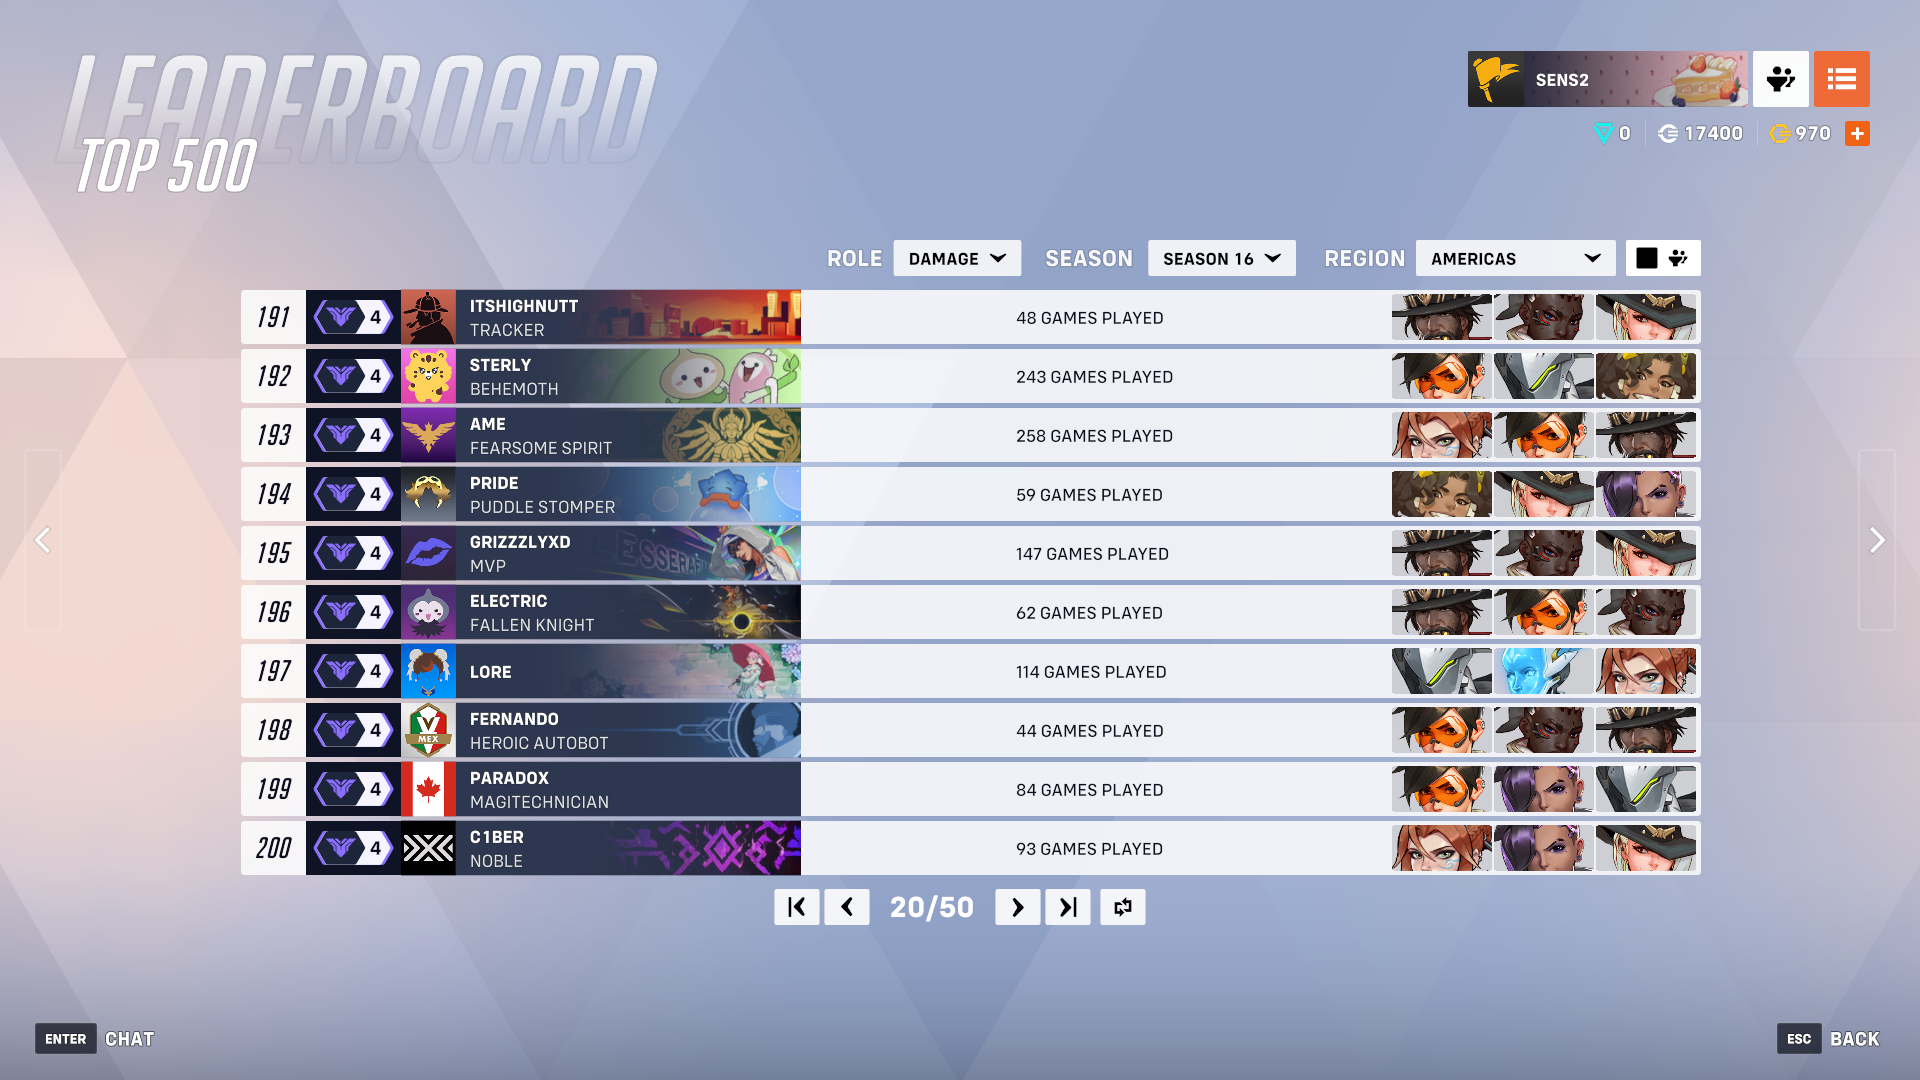 LEADERBOARD
TOP 500
SENS2
0 17400 970
ROLE DAMAGE SEASON SEASON 16 REGION AMERICAS
191 4 ITSHIGHNUTT
TRACKER
48 GAMES PLAYED
192 4 STERLY
BEHEMOTH
243 GAMES PLAYED
193 4 AME
FEARSOME SPIRIT
258 GAMES PLAYED
194 4 PRIDE
PUDDLE STOMPER
59 GAMES PLAYED
195 4 GRIZZZLYXD
MVP
LESSERAFIM
147 GAMES PLAYED
196 4 ELECTRIC
FALLEN KNIGHT
62 GAMES PLAYED
197 4 LORE
114 GAMES PLAYED
198 MEX 4 FERNANDO
HEROIC AUTOBOT
44 GAMES PLAYED
199 4 PARADOX
MAGITECHNICIAN
84 GAMES PLAYED
200 4 C1BER
NOBLE
93 GAMES PLAYED
20/50
ENTER CHAT
ESC BACK